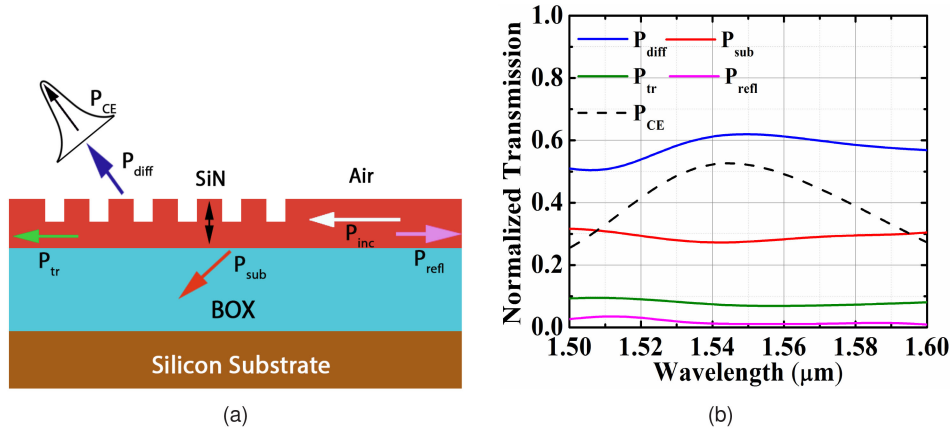 P_CE
P_diff
SiN
Air
P_inc
P_tr
P_sub
P_refl
BOX
Silicon Substrate
(a)
Normalized Transmission
1.0
0.8
0.6
0.4
0.2
0.0
P_diff P_sub
P_tr P_refl
P_CE
1.50 1.52 1.54 1.56 1.58 1.60
Wavelength (μm)
(b)